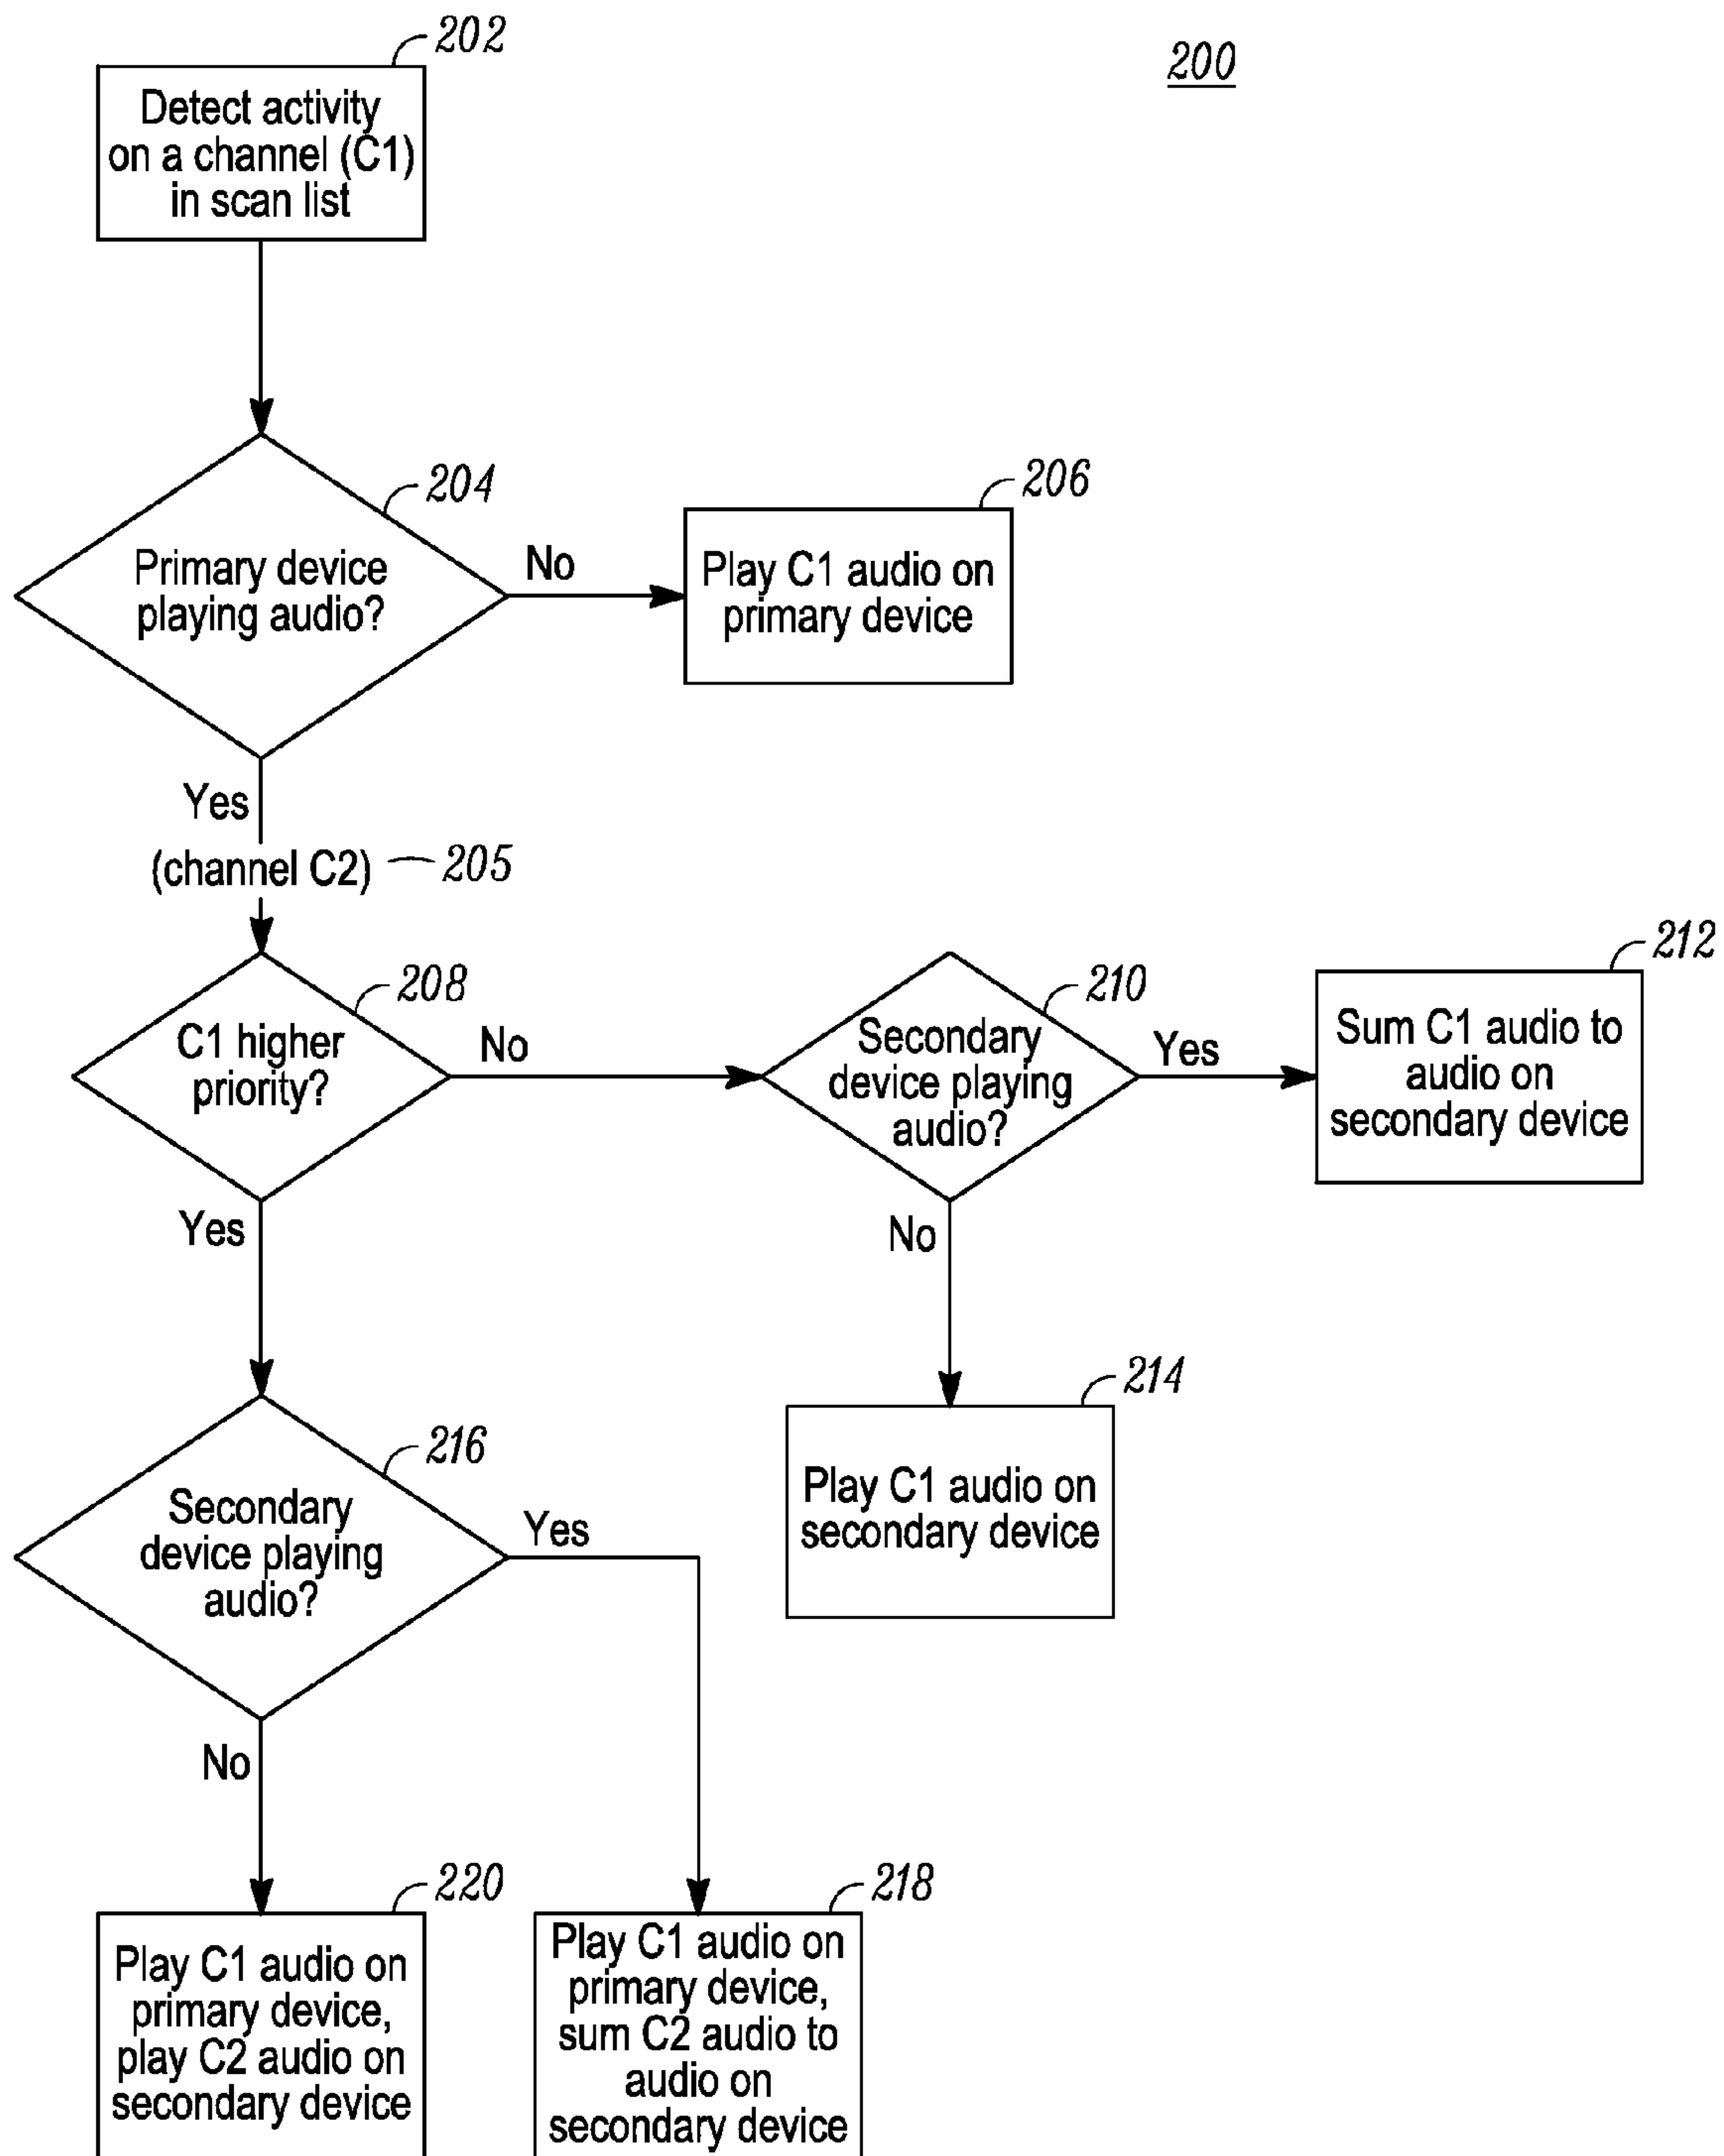 202
200
Detect activity
on a channel (C1)
in scan list
204
Primary device
playing audio?
No
206
Play C1 audio on
primary device
Yes
(channel C2)
205
208
C1 higher
priority?
No
210
Secondary
device playing
audio?
Yes
212
Sum C1 audio to
audio on
secondary device
Yes
No
214
Play C1 audio on
secondary device
216
Secondary
device playing
audio?
Yes
No
220
Play C1 audio on
primary device,
play C2 audio on
secondary device
218
Play C1 audio on
primary device,
sum C2 audio to
audio on
secondary device